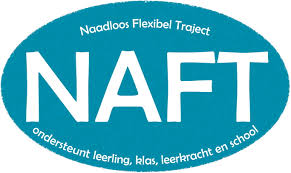 Naadloos Flexibel Traject
NAFT
ondersteunt leerling, klas, leerkracht en school